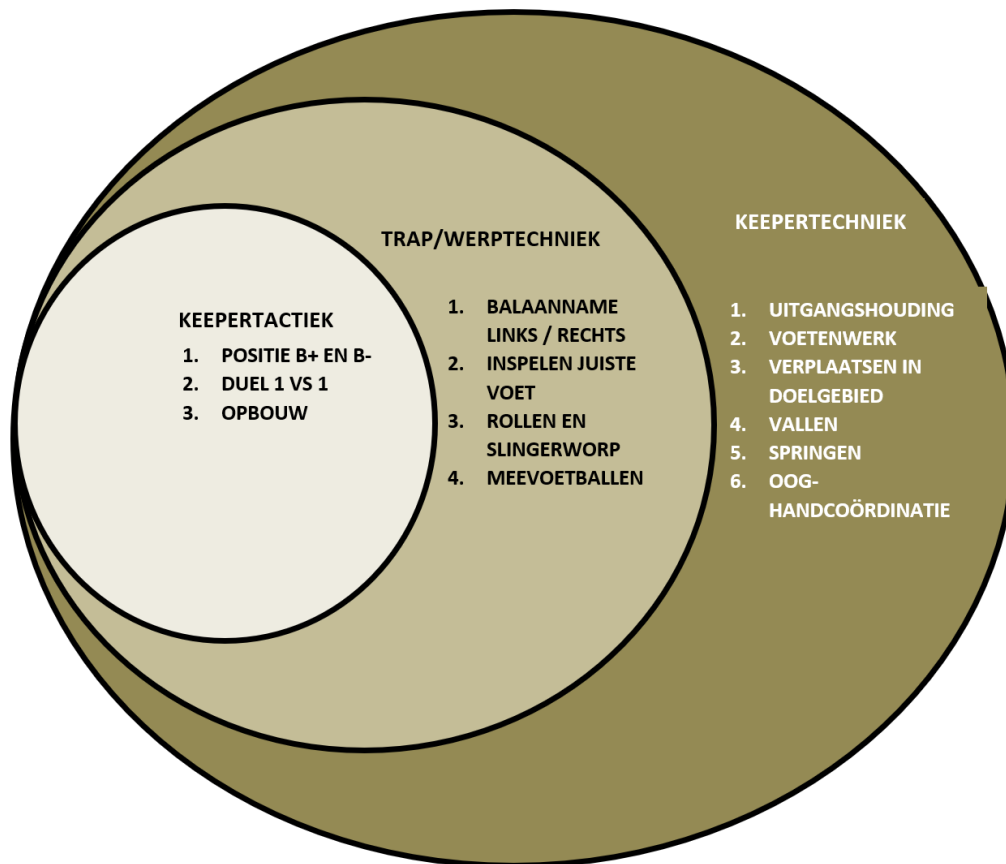 KEEPERTACTIEK
1. POSITIE B+ EN B-
2. DUEL 1 VS 1
3. OPBOUW
TRAP/WERPTECHNIEK
1. BALAANNAME
LINKS / RECHTS
2. INSPELEN JUISTE
VOET
3. ROLLEN EN
SLINGERWORP
4. MEEVOETBALLEN
KEEPERTECHNIEK
1. UITGANGSHOUDING
2. VOETENWERK
3. VERPLAATSEN IN
DOELGEBIED
4. VALLEN
5. SPRINGEN
6. OOG-
HANDCOÖRDINATIE